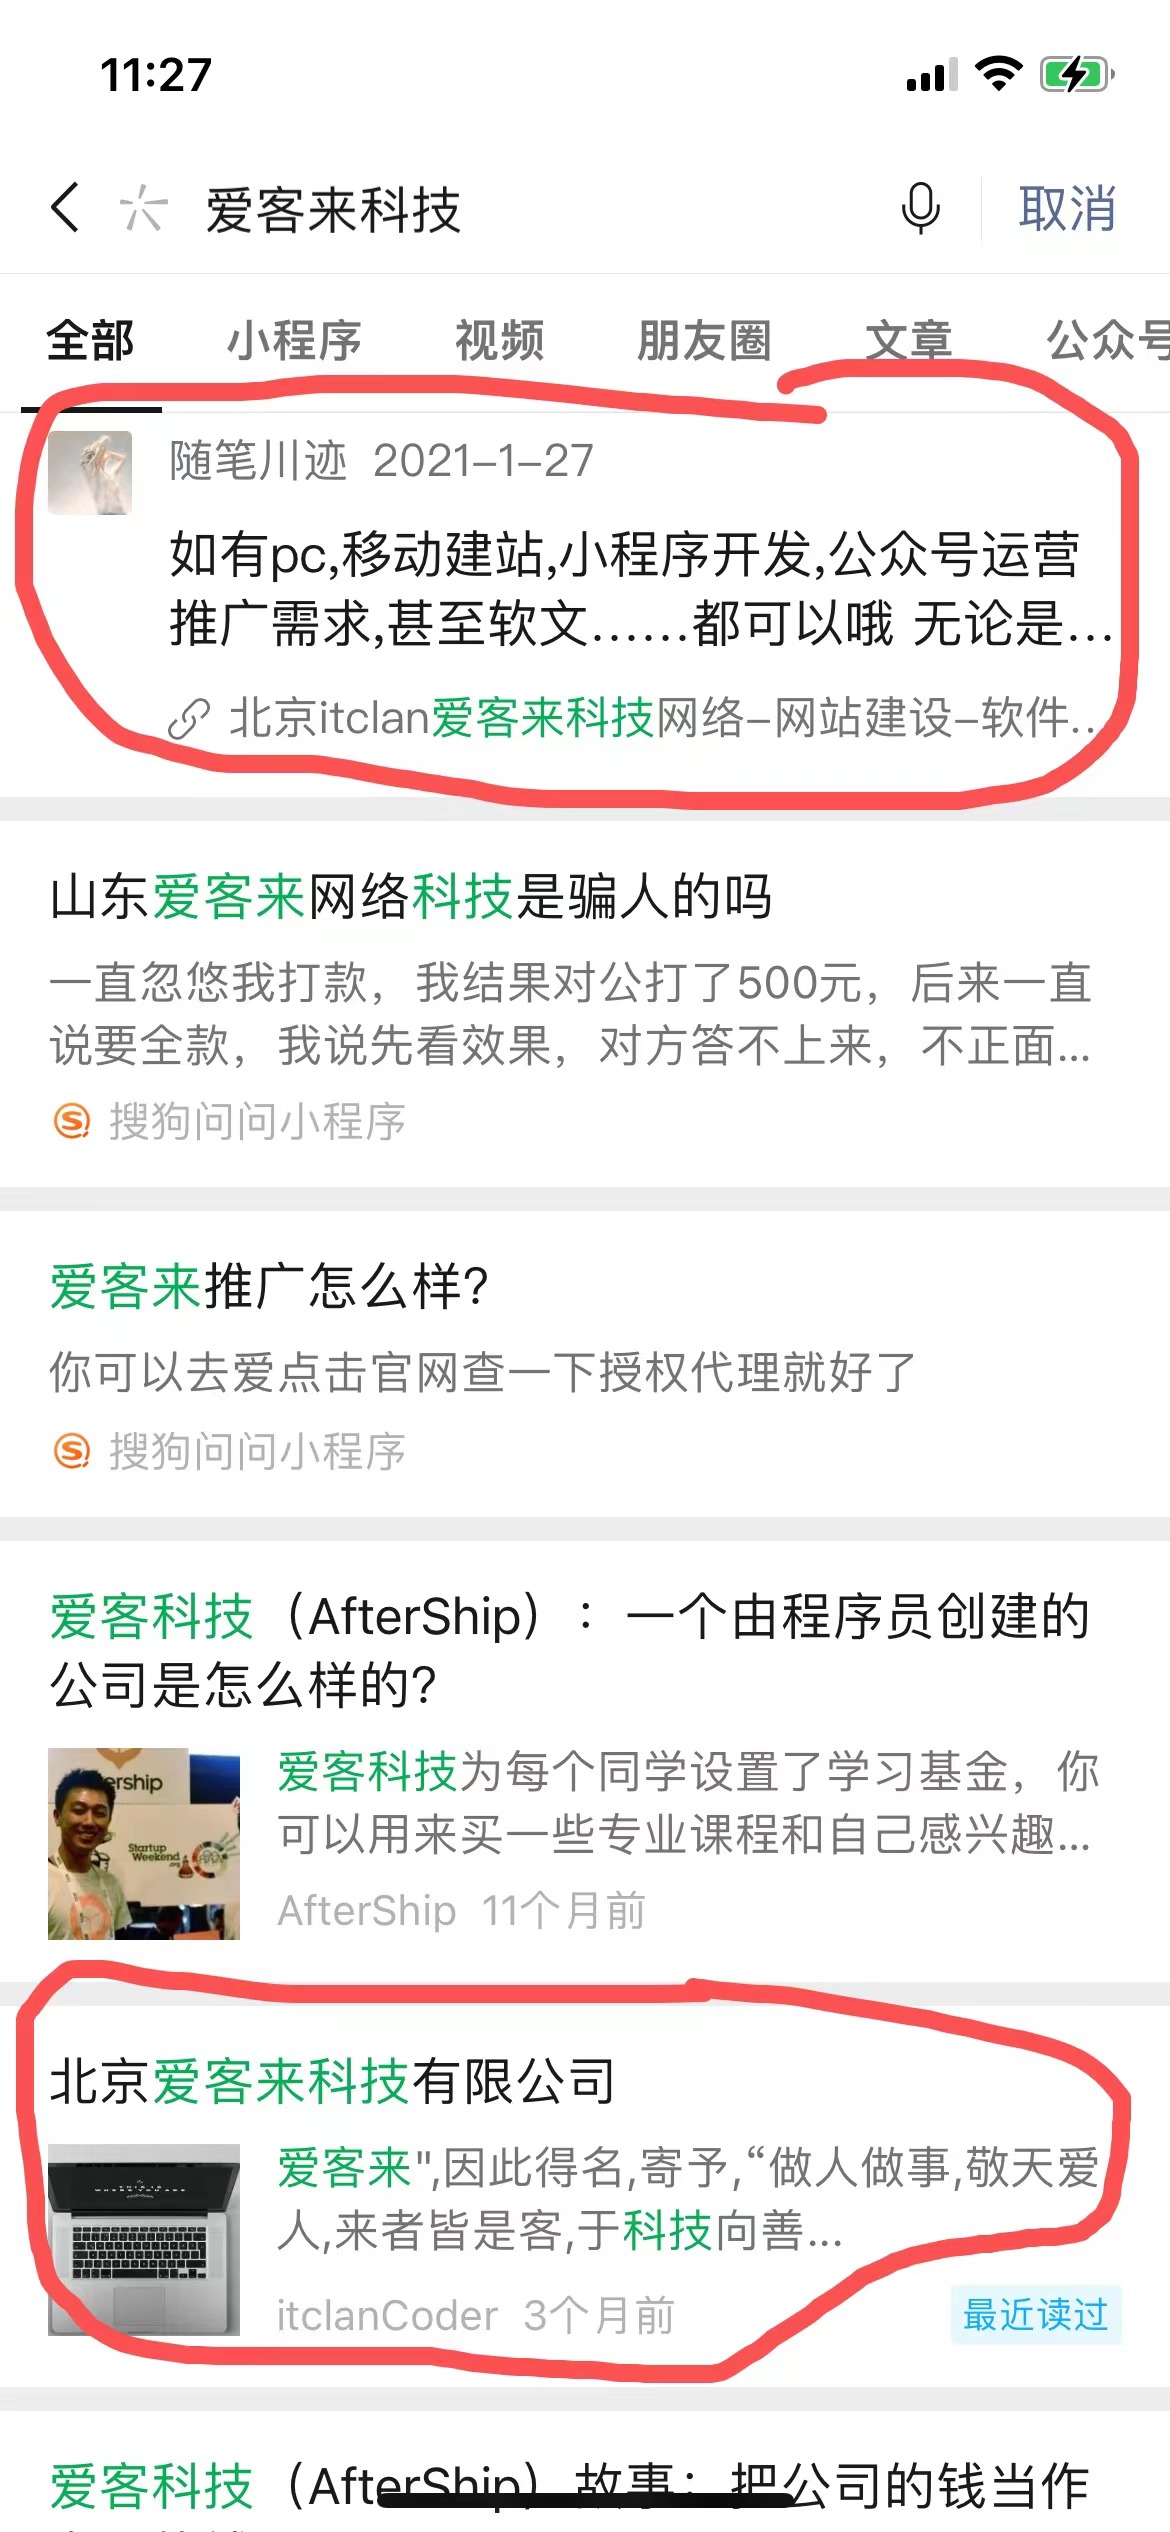 11:27
爱客来科技
取消
全部 小程序 视频 朋友圈 文章 公众号
随笔川迹 2021-1-27
如有pc,移动建站,小程序开发,公众号运营
推广需求,甚至软文……都可以哦 无论是...
北京itclan爱客来科技网络-网站建设-软件...
山东爱客来网络科技是骗人的吗
一直忽悠我打款，我结果对公打了500元，后来一直
说要全款，我说先看效果，对方答不上来，不正面...
搜狗问问小程序
爱客来推广怎么样?
你可以去爱点击官网查一下授权代理就好了
搜狗问问小程序
爱客科技（AfterShip）：一个由程序员创建的
公司是怎么样的?
ership
Startup
Weekend
爱客科技为每个同学设置了学习基金，你
可以用来买一些专业课程和自己感兴趣...
AfterShip 11个月前
北京爱客来科技有限公司
THIS IS
WHERE YOU ARE
爱客来",因此得名,寄予,“做人做事,敬天爱
人,来者皆是客,于科技向善...
itclanCoder 3个月前
最近读过
爱客科技（AfterShip）故事：把公司的钱当作